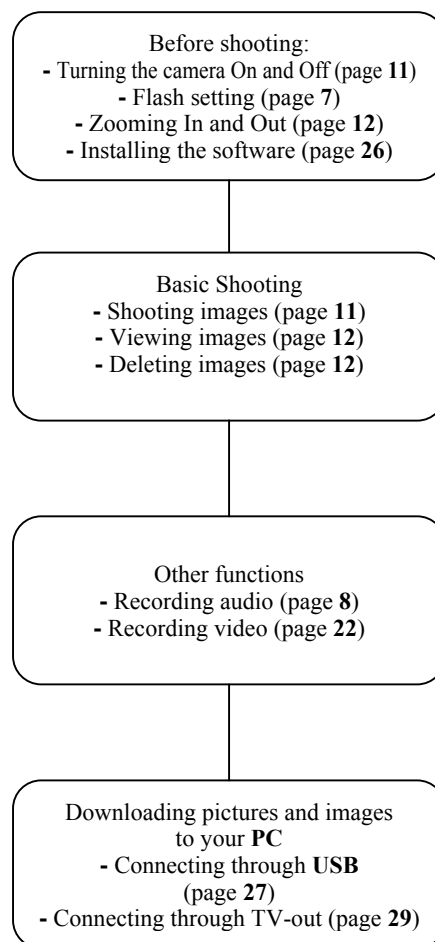 Before shooting:
- Turning the camera On and Off (page 11)
- Flash setting (page 7)
- Zooming In and Out (page 12)
- Installing the software (page 26)
Basic Shooting
- Shooting images (page 11)
- Viewing images (page 12)
- Deleting images (page 12)
Other functions
- Recording audio (page 8)
- Recording video (page 22)
Downloading pictures and images
to your PC
- Connecting through USB
(page 27)
- Connecting through TV-out (page 29)